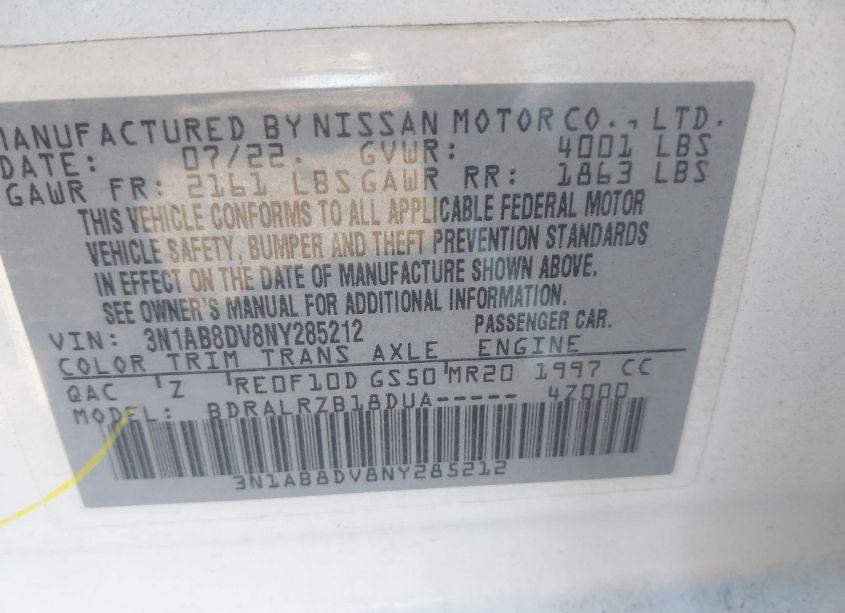 MANUFACTURED BY NISSAN MOTOR CO., LTD.
DATE: 07/22. GVWR: 4001 LBS
GAWR FR: 2161 LBS GAWR RR: 1863 LBS
THIS VEHICLE CONFORMS TO ALL APPLICABLE FEDERAL MOTOR
VEHICLE SAFETY, BUMPER AND THEFT PREVENTION STANDARDS
IN EFFECT ON THE DATE OF MANUFACTURE SHOWN ABOVE.
SEE OWNER'S MANUAL FOR ADDITIONAL INFORMATION.
VIN: 3N1AB8DV8NY285212 PASSENGER CAR.
COLOR TRIM TRANS AXLE ENGINE
QAC Z RE0F10D GS50 MR20 1997 CC
MODEL: BDRALRZB18DUA----- 4Z000
3N1AB8DV8NY285212